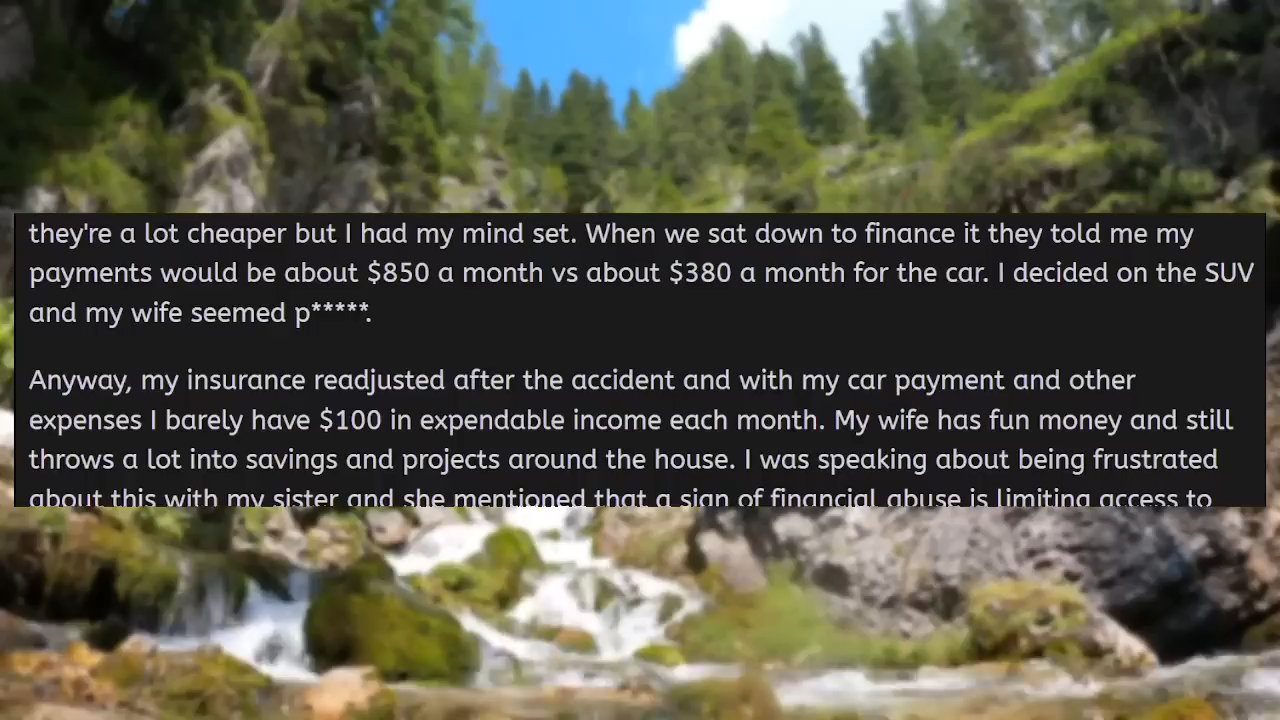 they're a lot cheaper but I had my mind set. When we sat down to finance it they told me my
payments would be about $850 a month vs about $380 a month for the car. I decided on the SUV
and my wife seemed p*****.
Anyway, my insurance readjusted after the accident and with my car payment and other
expenses I barely have $100 in expendable income each month. My wife has fun money and still
throws a lot into savings and projects around the house. I was speaking about being frustrated
about this with my sister and she mentioned that a sign of financial abuse is limiting access to